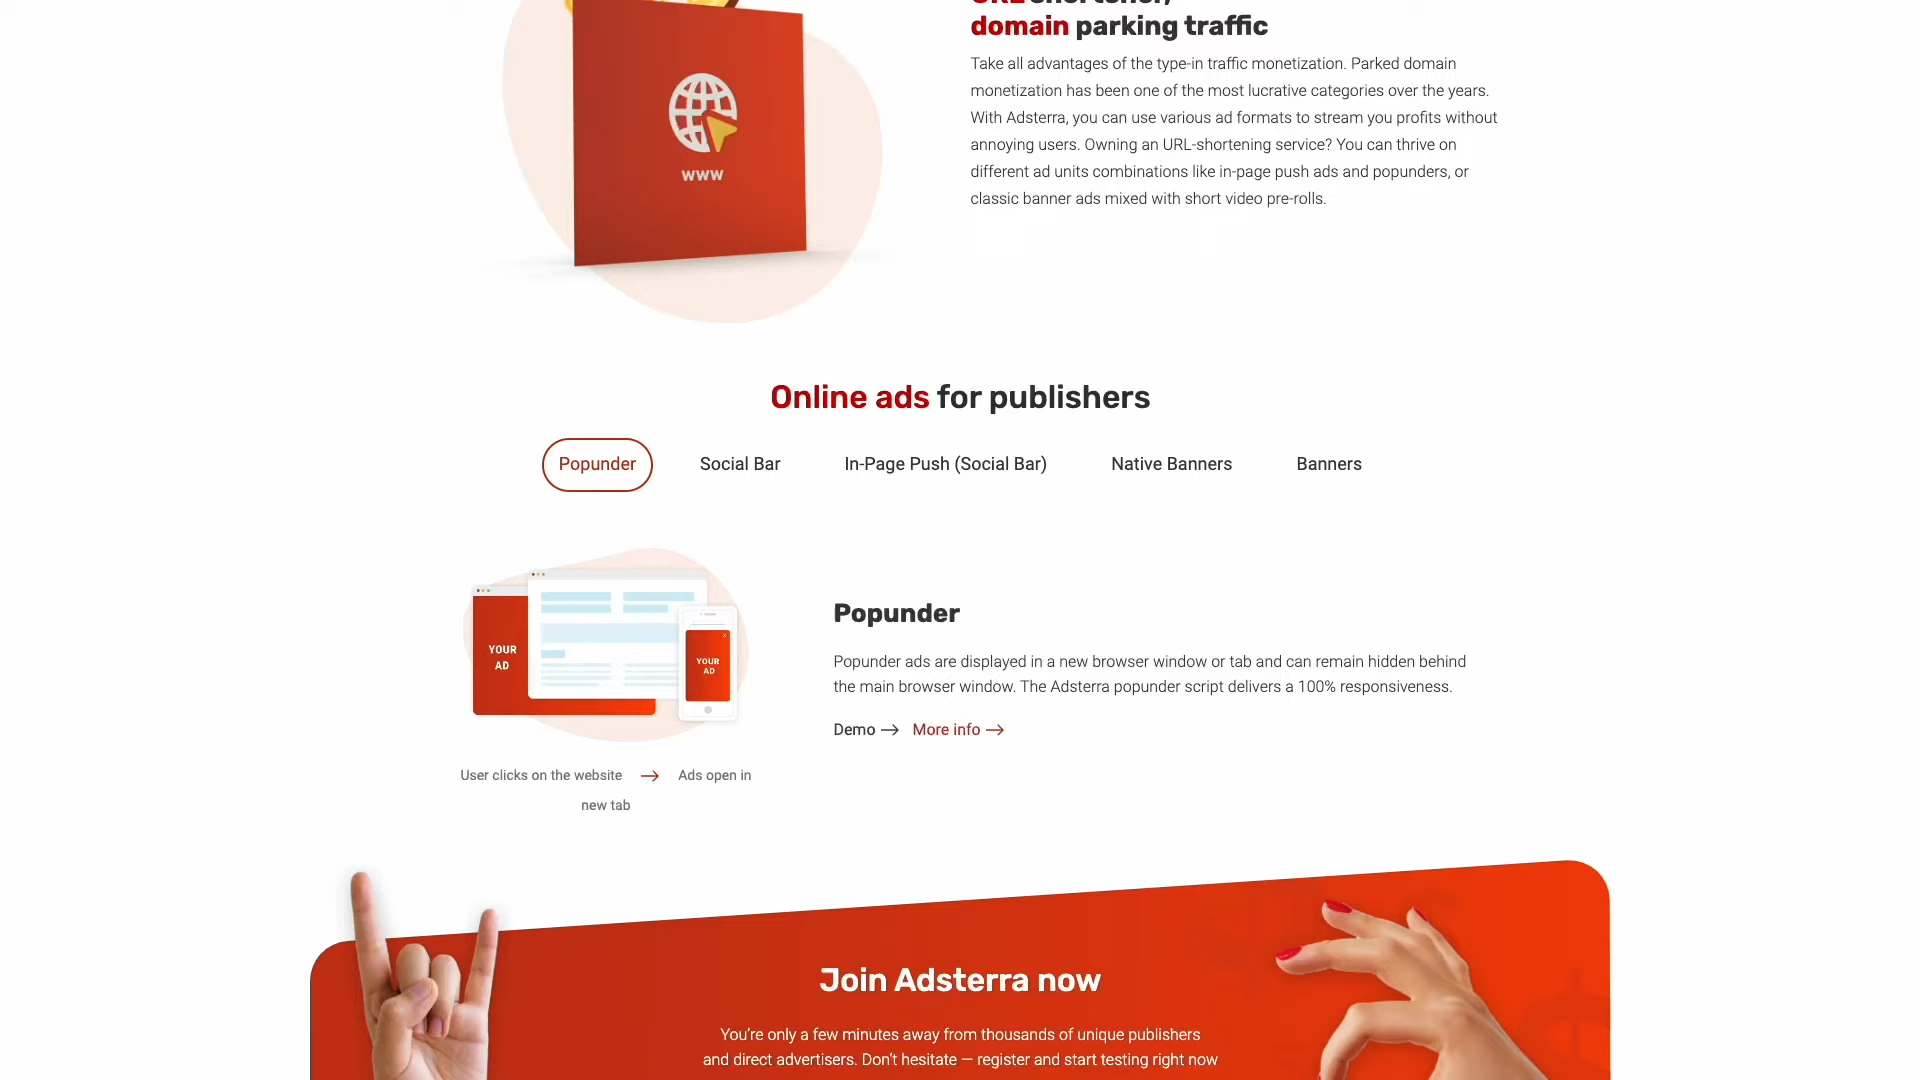 URL shortener,
domain parking traffic
Take all advantages of the type-in traffic monetization. Parked domain
monetization has been one of the most lucrative categories over the years.
With Adsterra, you can use various ad formats to stream you profits without
annoying users. Owning an URL-shortening service? You can thrive on
different ad units combinations like in-page push ads and popunders, or
classic banner ads mixed with short video pre-rolls.
www
Online ads for publishers
Popunder
Social Bar
In-Page Push (Social Bar)
Native Banners
Banners
YOUR
AD
YOUR
AD
Popunder
Popunder ads are displayed in a new browser window or tab and can remain hidden behind
the main browser window. The Adsterra popunder script delivers a 100% responsiveness.
Demo → More info →
User clicks on the website → Ads open in
new tab
Join Adsterra now
You’re only a few minutes away from thousands of unique publishers
and direct advertisers. Don’t hesitate — register and start testing right now